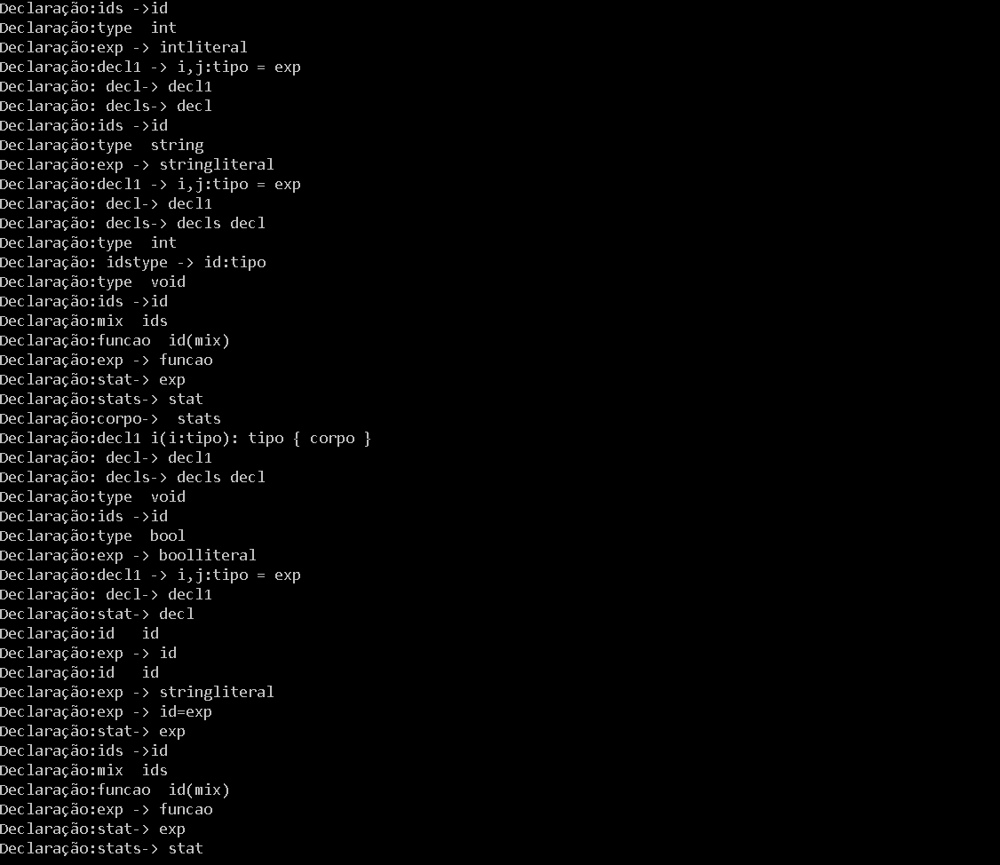 Declaração:ids ->id
Declaração:type  int
Declaração:exp -> intliteral
Declaração:decl1 -> i,j:tipo = exp
Declaração: decl-> decl1
Declaração: decls-> decl
Declaração:ids ->id
Declaração:type  string
Declaração:exp -> stringliteral
Declaração:decl1 -> i,j:tipo = exp
Declaração: decl-> decl1
Declaração: decls-> decls decl
Declaração:type  int
Declaração: idstype -> id:tipo
Declaração:type  void
Declaração:ids ->id
Declaração:mix  ids
Declaração:funcao  id(mix)
Declaração:exp -> funcao
Declaração:stat-> exp
Declaração:stats-> stat
Declaração:corpo->  stats
Declaração:decl1 i(i:tipo): tipo { corpo }
Declaração: decl-> decl1
Declaração: decls-> decls decl
Declaração:type  void
Declaração:ids ->id
Declaração:type  bool
Declaração:exp -> boolliteral
Declaração:decl1 -> i,j:tipo = exp
Declaração: decl-> decl1
Declaração:stat-> decl
Declaração:id   id
Declaração:exp -> id
Declaração:id   id
Declaração:exp -> stringliteral
Declaração:exp -> id=exp
Declaração:stat-> exp
Declaração:ids ->id
Declaração:mix  ids
Declaração:funcao  id(mix)
Declaração:exp -> funcao
Declaração:stat-> exp
Declaração:stats-> stat